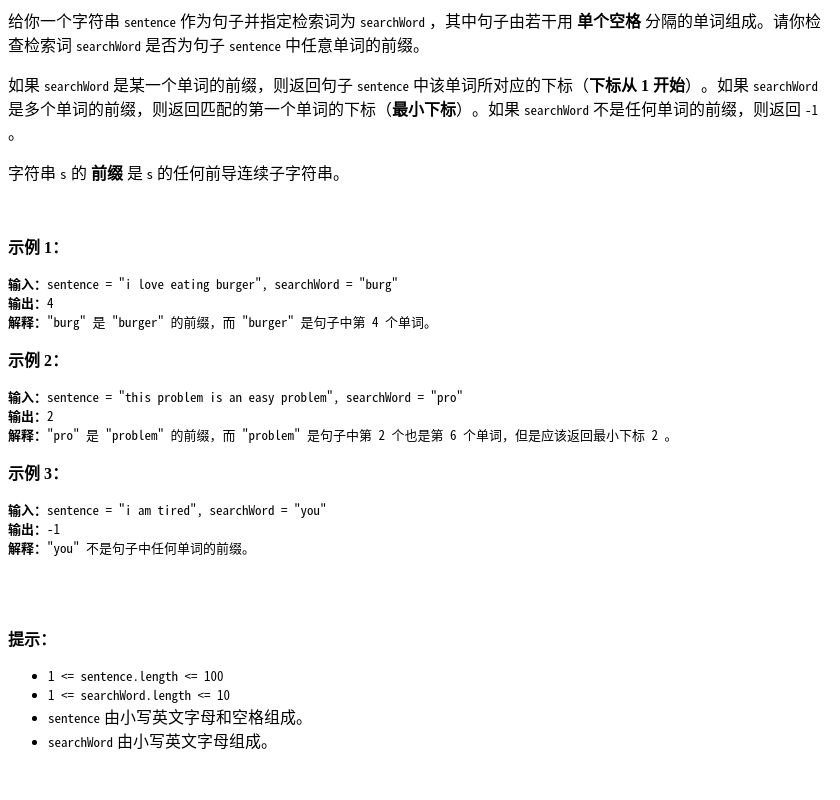 给你一个字符串 sentence 作为句子并指定检索词为 searchWord ，其中句子由若干用 单个空格 分隔的单词组成。请你检
查检索词 searchWord 是否为句子 sentence 中任意单词的前缀。
如果 searchWord 是某一个单词的前缀，则返回句子 sentence 中该单词所对应的下标（下标从 1 开始）。如果 searchWord
是多个单词的前缀，则返回匹配的第一个单词的下标（最小下标）。如果 searchWord 不是任何单词的前缀，则返回 -1
。
字符串 s 的 前缀 是 s 的任何前导连续子字符串。
示例 1：
输入：sentence = "i love eating burger", searchWord = "burg"
输出：4
解释："burg" 是 "burger" 的前缀，而 "burger" 是句子中第 4 个单词。
示例 2：
输入：sentence = "this problem is an easy problem", searchWord = "pro"
输出：2
解释："pro" 是 "problem" 的前缀，而 "problem" 是句子中第 2 个也是第 6 个单词，但是应该返回最小下标 2 。
示例 3：
输入：sentence = "i am tired", searchWord = "you"
输出：-1
解释："you" 不是句子中任何单词的前缀。
提示：
• 1 <= sentence.length <= 100
• 1 <= searchWord.length <= 10
• sentence 由小写英文字母和空格组成。
• searchWord 由小写英文字母组成。